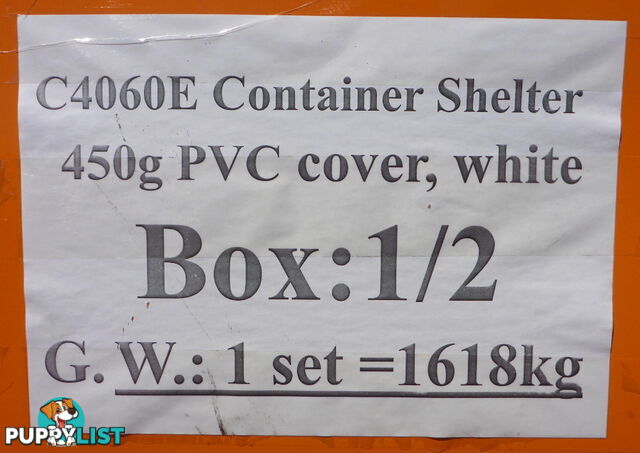 C4060E Container Shelter
450g PVC cover, white
Box:1/2
G. W.: 1 set =1618kg
PUPPYLIST